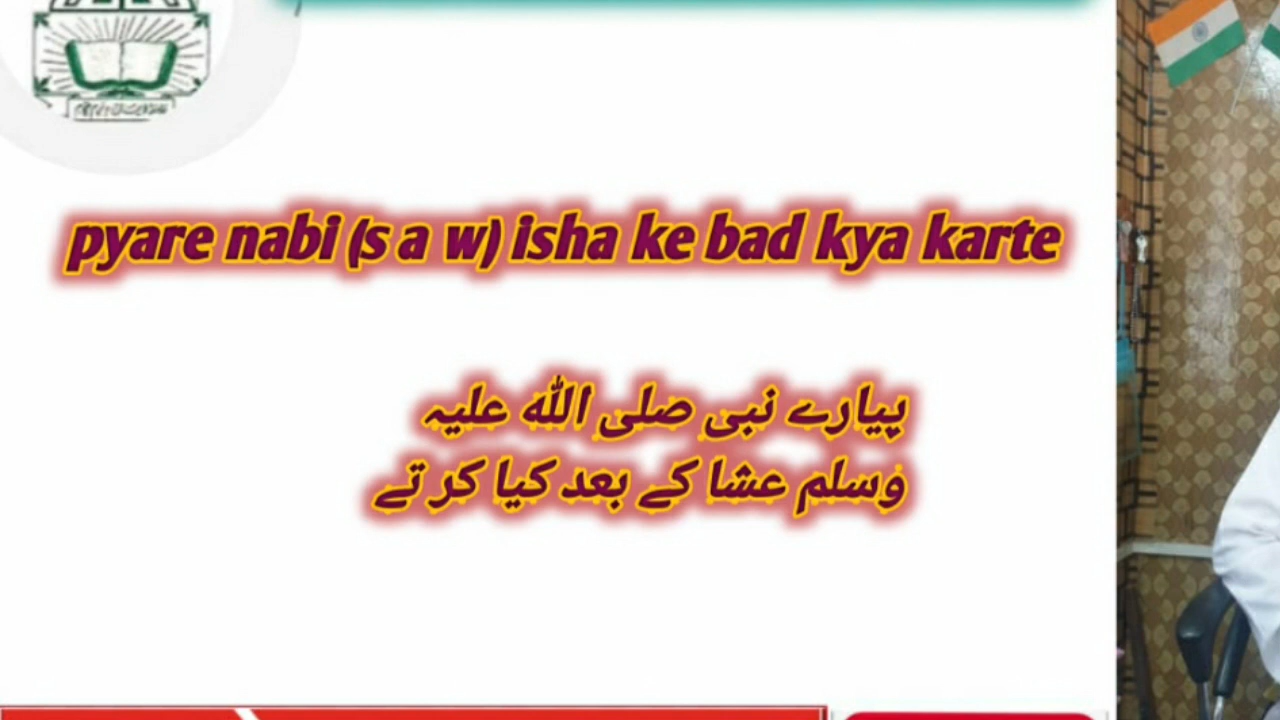 pyare nabi (s a w) isha ke bad kya karte
پیارے نبی صلی اللہ علیہ
وسلم عشا کے بعد کیا کرتے